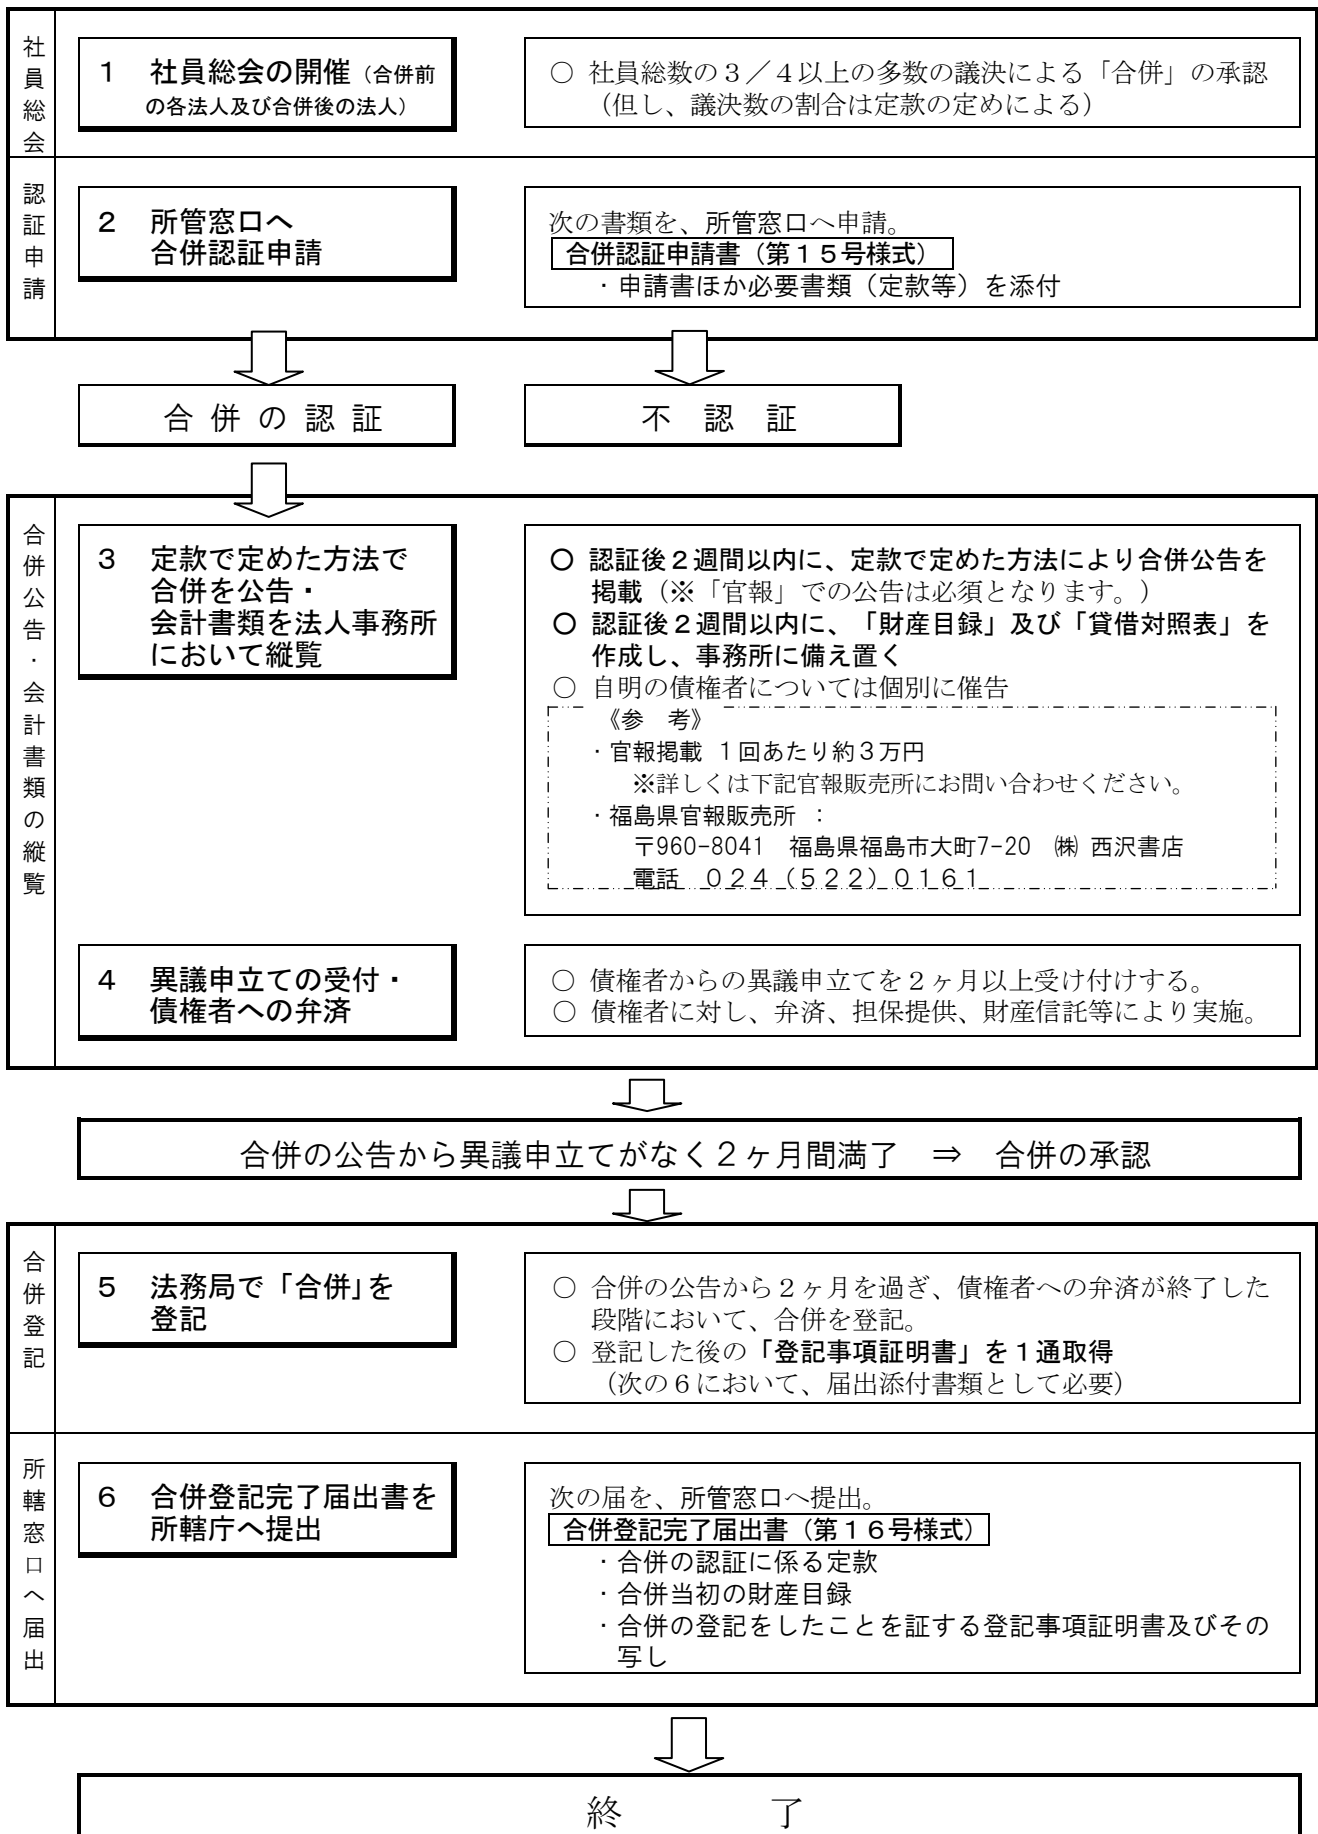 社員総会
１　社員総会の開催（合併前
の各法人及び合併後の法人）
○ 社員総数の３／４以上の多数の議決による「合併」の承認
（但し、議決数の割合は定款の定めによる）
認証申請
２　所管窓口へ
合併認証申請
次の書類を、所管窓口へ申請。
合併認証申請書（第１５号様式）
・申請書ほか必要書類（定款等）を添付
合併の認証
不　認　証
合併公告・会計書類の縦覧
３　定款で定めた方法で
合併を公告・
会計書類を法人事務所
において縦覧
○ 認証後２週間以内に、定款で定めた方法により合併公告を
掲載（※「官報」での公告は必須となります。）
○ 認証後２週間以内に、「財産目録」及び「貸借対照表」を
作成し、事務所に備え置く
○ 自明の債権者については個別に催告
《参　考》
・官報掲載 １回あたり約３万円
※詳しくは下記官報販売所にお問い合わせください。
・福島県官報販売所 ：
〒960-8041　福島県福島市大町7-20　㈱ 西沢書店
電話　０２４（５２２）０１６１
４　異議申立ての受付・
債権者への弁済
○ 債権者からの異議申立てを２ヶ月以上受け付けする。
○ 債権者に対し、弁済、担保提供、財産信託等により実施。
合併の公告から異議申立てがなく２ヶ月間満了　⇒　合併の承認
合併登記
５　法務局で「合併」を
登記
○ 合併の公告から２ヶ月を過ぎ、債権者への弁済が終了した
段階において、合併を登記。
○ 登記した後の「登記事項証明書」を１通取得
（次の６において、届出添付書類として必要）
所轄窓口へ届出
６　合併登記完了届出書を
所轄庁へ提出
次の届を、所管窓口へ提出。
合併登記完了届出書（第１６号様式）
・合併の認証に係る定款
・合併当初の財産目録
・合併の登記をしたことを証する登記事項証明書及びその
写し
終　　　了